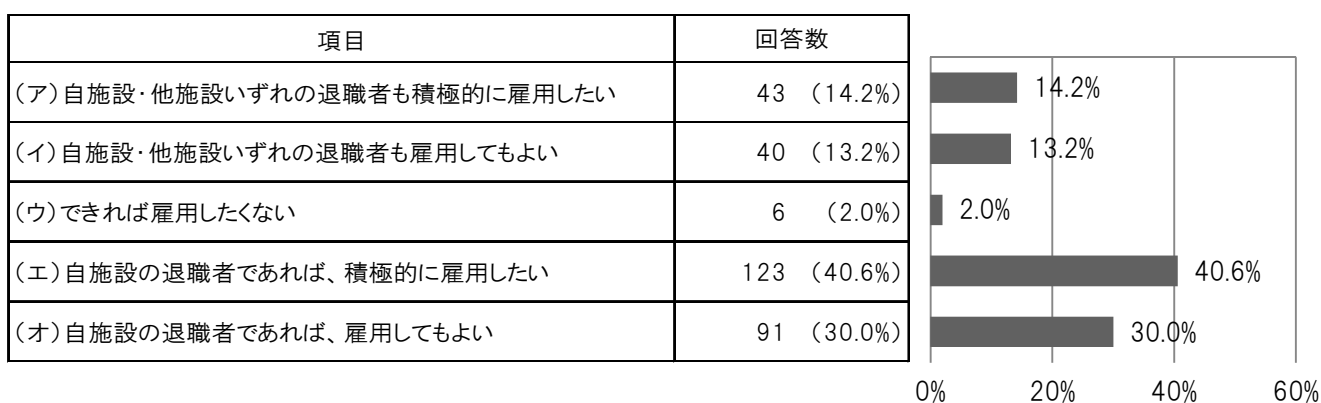 項目 回答数
（ア）自施設・他施設いずれの退職者も積極的に雇用したい 43 （14.2%）
（イ）自施設・他施設いずれの退職者も雇用してもよい 40 （13.2%）
（ウ）できれば雇用したくない 6 （2.0%）
（エ）自施設の退職者であれば、積極的に雇用したい 123 （40.6%）
（オ）自施設の退職者であれば、雇用してもよい 91 （30.0%）
14.2%
13.2%
2.0%
40.6%
30.0%
0% 20% 40% 60%